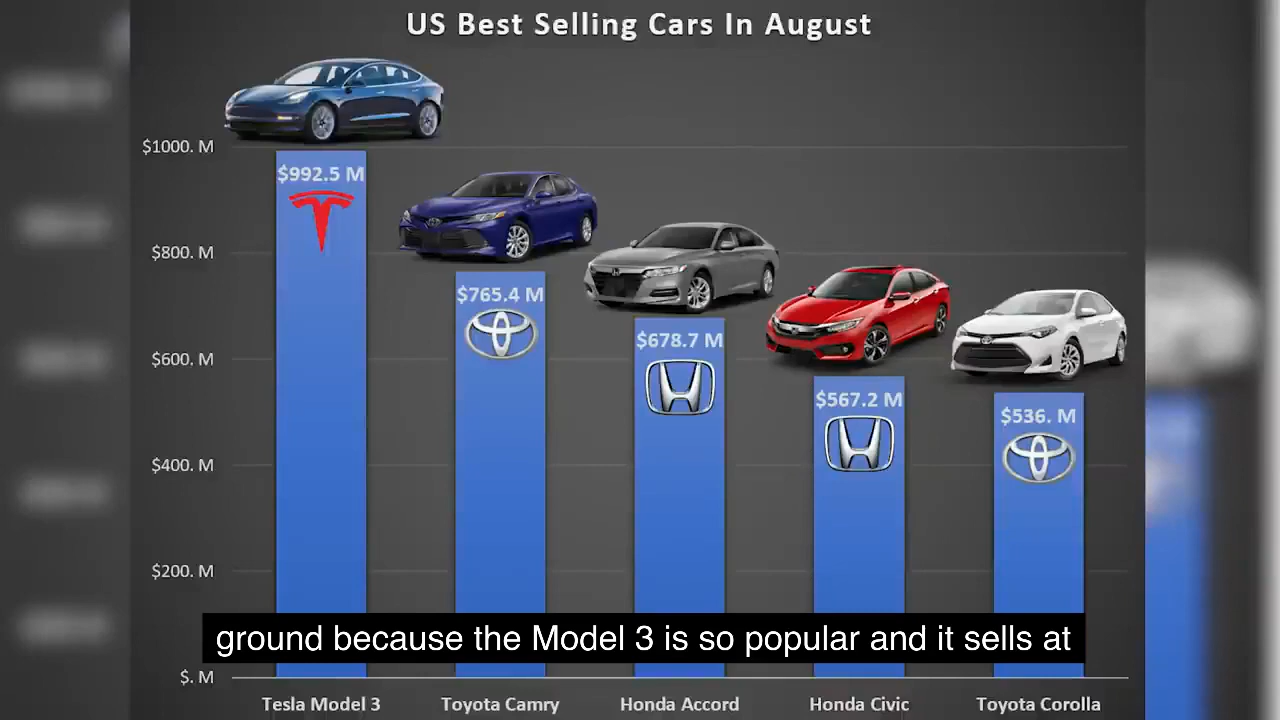 US Best Selling Cars In August
$1000. M
$992.5 M
$800. M
$765.4 M
$678.7 M
$600. M
$567.2 M
$536. M
$400. M
$200. M
ground because the Model 3 is so popular and it sells at
$. M
Tesla Model 3
Toyota Camry
Honda Accord
Honda Civic
Toyota Corolla